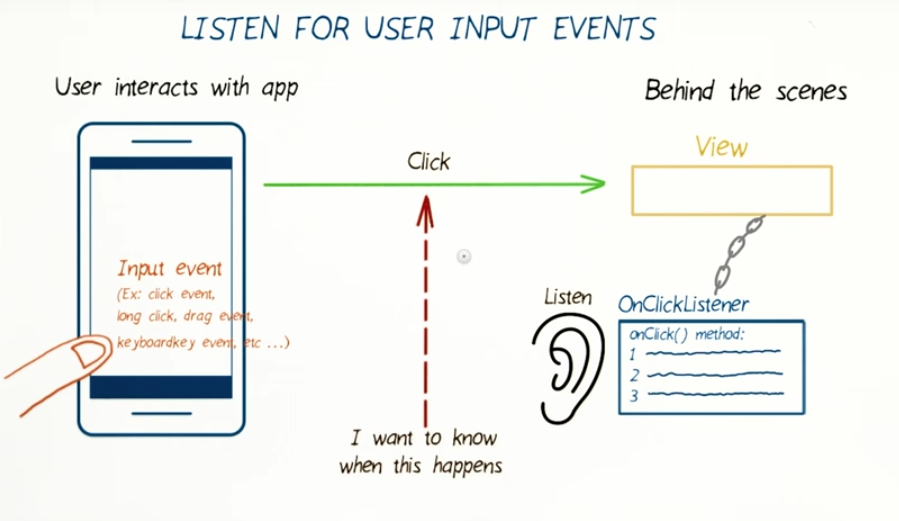 LISTEN FOR USER INPUT EVENTS
User interacts with app
Behind the scenes
Click
View
Input event
(Ex: click event,
long click, drag event,
keyboardkey event, etc ...)
Listen
OnClickListener
onClick() method:
1
2
3
I want to know
when this happens